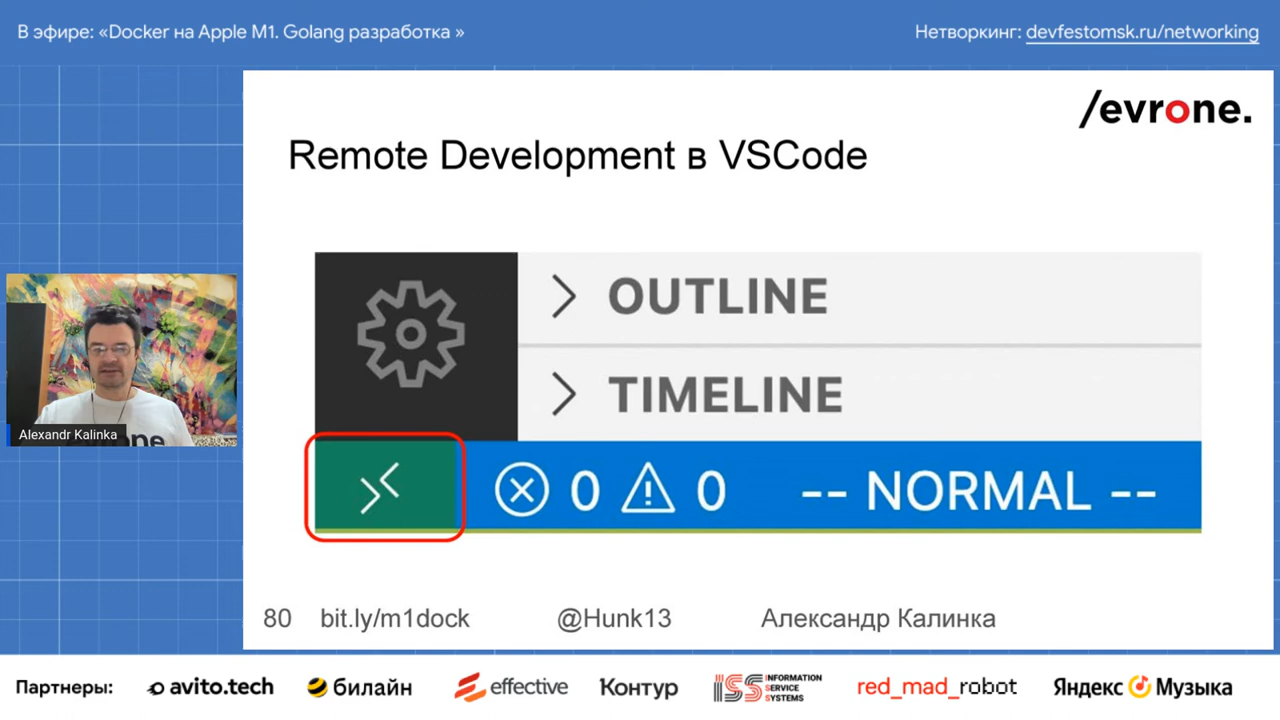 В эфире: «Docker на Apple M1. Golang разработка »
Нетворкинг: devfestomsk.ru/networking
/evrone.
Remote Development в VSCode
OUTLINE
TIMELINE
0 0 -- NORMAL --
Alexandr Kalinka
evrone
80 bit.ly/m1dock @Hunk13 Александр Калинка
Партнеры: avito.tech билайн effective Контур ISS INFORMATION SERVICE SYSTEMS red_mad_robot Яндекс Музыка